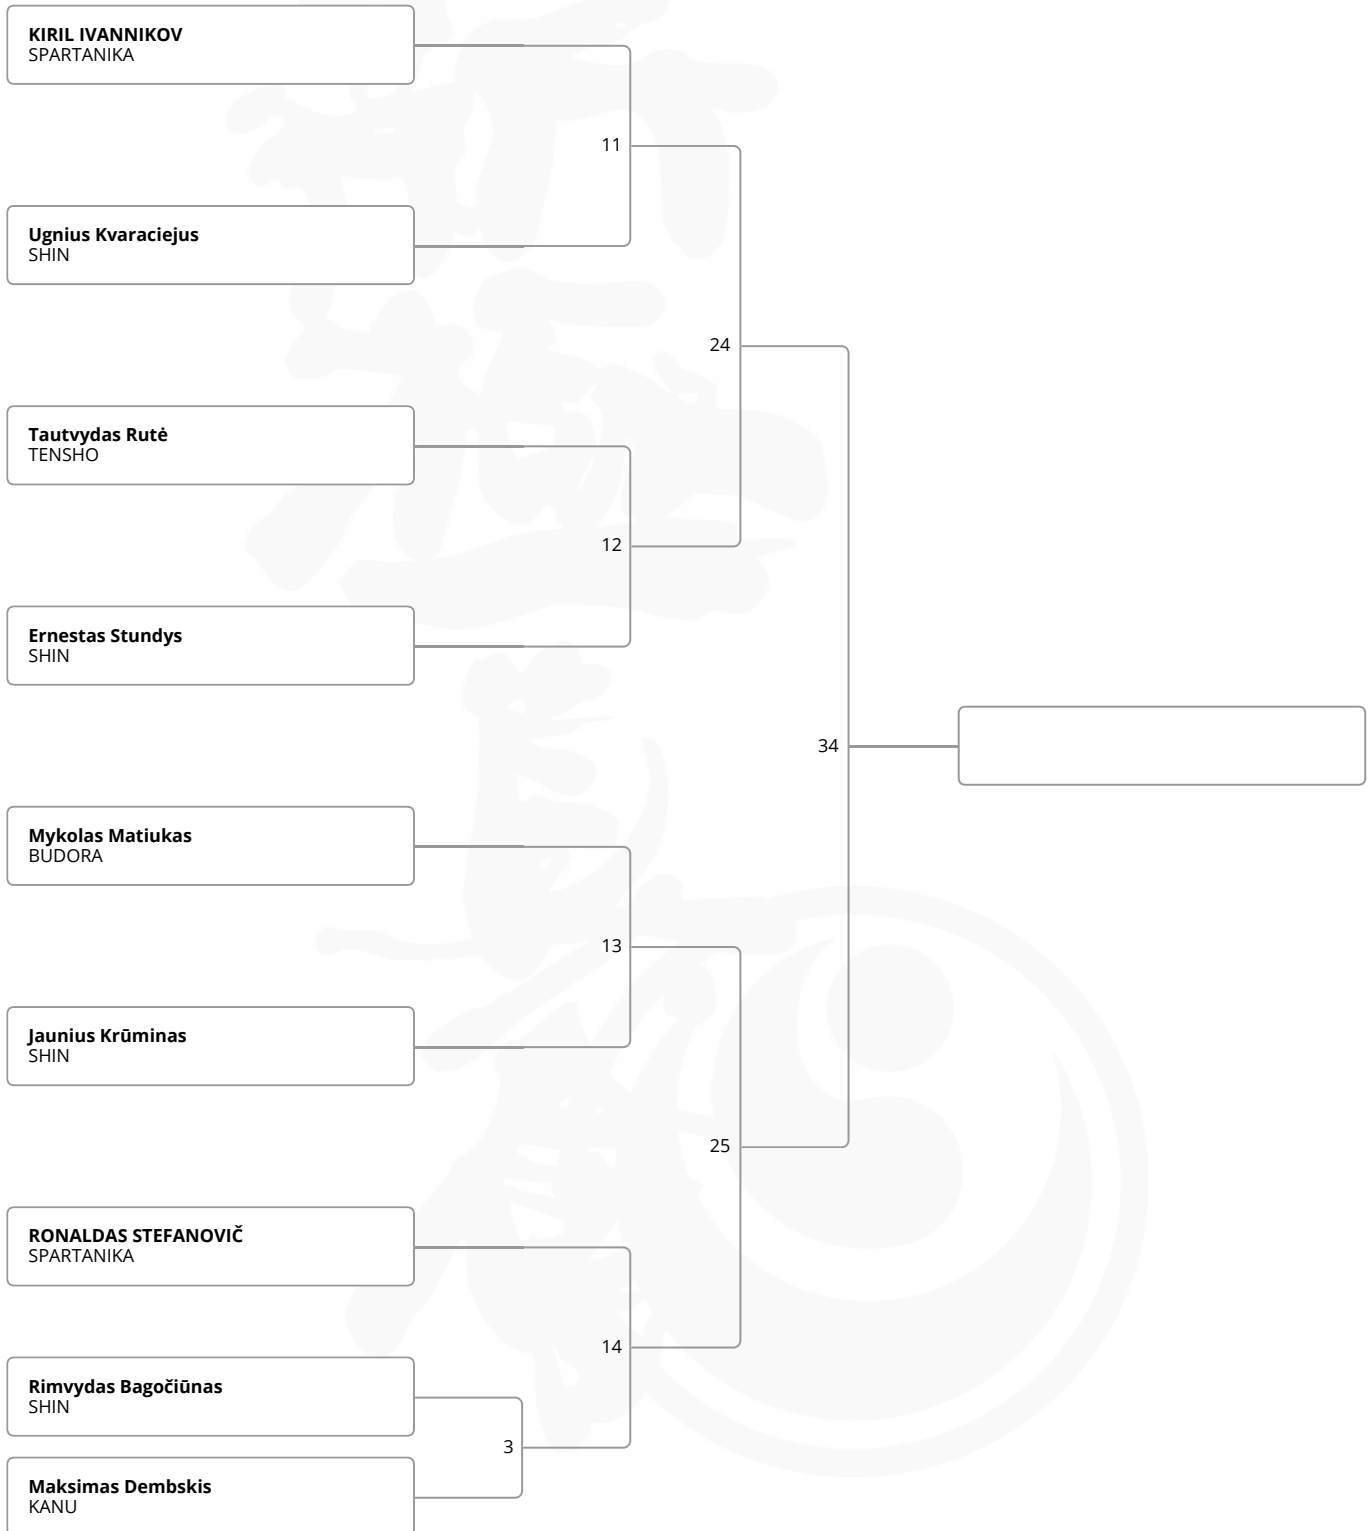 KIRIL IVANNIKOV
SPARTANIKA
11
Ugnius Kvaraciejus
SHIN
24
Tautvydas Rutė
TENSHO
12
Ernestas Stundys
SHIN
34
Mykolas Matiukas
BUDORA
13
Jaunius Krūminas
SHIN
25
RONALDAS STEFANOVIČ
SPARTANIKA
14
Rimvydas Bagočiūnas
SHIN
3
Maksimas Dembskis
KANU